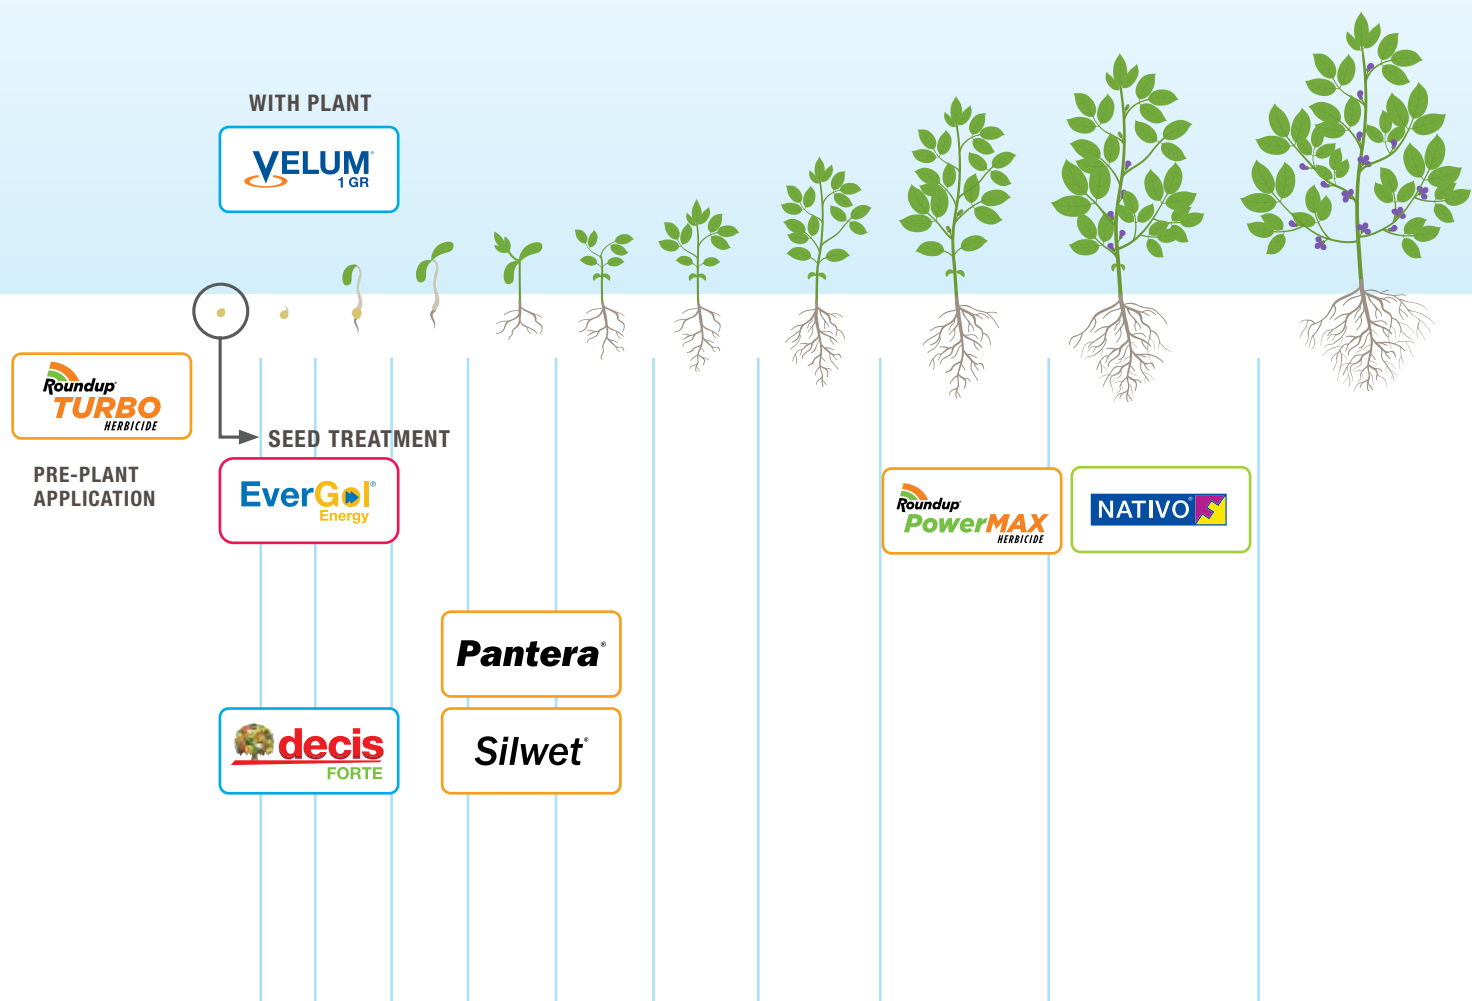 WITH PLANT
VELUM®
1 GR
Roundup®
TURBO
HERBICIDE
PRE-PLANT
APPLICATION
SEED TREATMENT
EverGol®
Energy
Roundup®
PowerMAX
HERBICIDE
NATIVO®
Pantera®
decis
FORTE
Silwet®